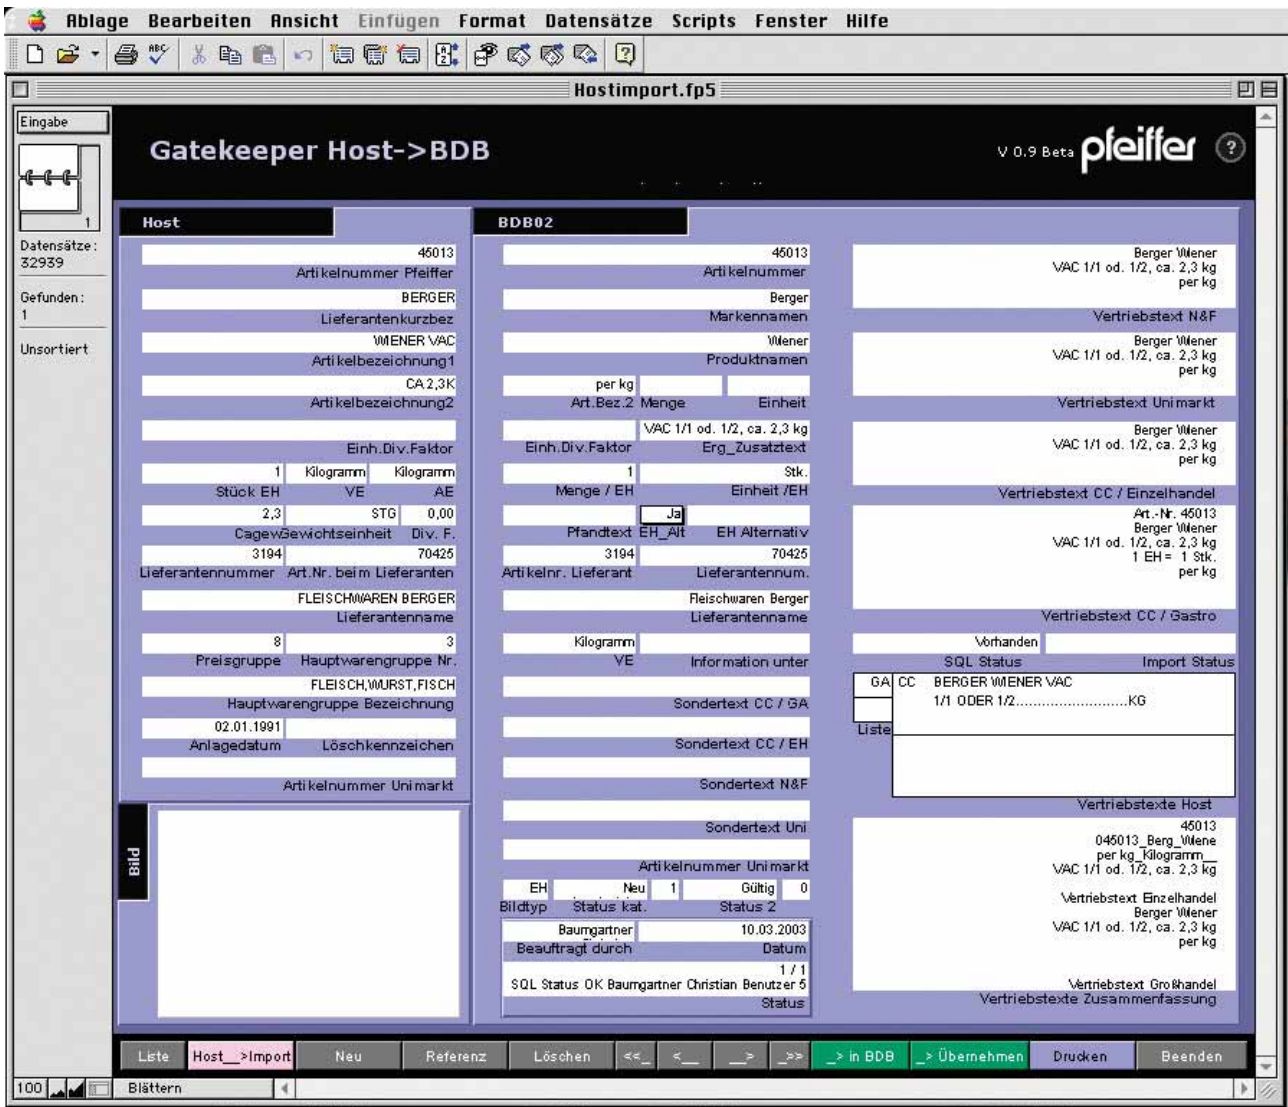 Ablage Bearbeiten Ansicht Einfügen Format Datensätze Scripts Fenster Hilfe
Hostimport.fp5
Eingabe
1
Datensätze:
32939
Gefunden:
1
Unsortiert
Gatekeeper Host->BDB
V 0.9 Beta pfeiffer ?
Host
45013
Artikelnummer Pfeiffer
BERGER
Lieferantenkurzbez
WIENER VAC
Artikelbezeichnung1
CA 2,3K
Artikelbezeichnung2
Einh.Div.Faktor
1 Kilogramm Kilogramm
Stück EH VE AE
2,3 STG 0,00
Cagew Gewichtseinheit Div. F.
3194 70425
Lieferantennummer Art.Nr. beim Lieferanten
FLEISCHWAREN BERGER
Lieferantenname
8 3
Preisgruppe Hauptwarengruppe Nr.
FLEISCH,WURST,FISCH
Hauptwarengruppe Bezeichnung
02.01.1991
Anlagedatum Löschkennzeichen
Artikelnummer Unimarkt
Bild
BDB02
45013
Artikelnummer
Berger
Markennamen
Wiener
Produktnamen
per kg
Art.Bez.2 Menge Einheit
VAC 1/1 od. 1/2, ca. 2,3 kg
Einh.Div.Faktor Erg_Zusatztext
1 Stk.
Menge / EH Einheit /EH
Ja
Pfandtext EH_Alt EH Alternativ
3194 70425
Artikelnr. Lieferant Lieferantennum.
Fleischwaren Berger
Lieferantenname
Kilogramm
VE Information unter
Sondertext CC / GA
Sondertext CC / EH
Sondertext N&F
Sondertext Uni
Artikelnummer Unimarkt
EH Neu 1 Gültig 0
Bildtyp Status kat. Status 2
Baumgartner 10.03.2003
Beauftragt durch Datum
1 / 1
SQL Status OK Baumgartner Christian Benutzer 5
Status
Berger Wiener
VAC 1/1 od. 1/2, ca. 2,3 kg
per kg
Vertriebstext N&F
Berger Wiener
VAC 1/1 od. 1/2, ca. 2,3 kg
per kg
Vertriebstext Unimarkt
Berger Wiener
VAC 1/1 od. 1/2, ca. 2,3 kg
per kg
Vertriebstext CC / Einzelhandel
Art.-Nr. 45013
Berger Wiener
VAC 1/1 od. 1/2, ca. 2,3 kg
1 EH = 1 Stk.
per kg
Vertriebstext CC / Gastro
Vorhanden
SQL Status Import Status
GA CC BERGER WIENER VAC
1/1 ODER 1/2..........................KG
Liste
Vertriebstexte Host
45013
045013_Berg_Wiene
per kg_Kilogramm__
VAC 1/1 od. 1/2, ca. 2,3 kg
Vertriebstext Einzelhandel
Berger Wiener
VAC 1/1 od. 1/2, ca. 2,3 kg
per kg
Vertriebstext Großhandel
Vertriebstexte Zusammenfassung
Liste Host__>Import Neu Referenz Löschen <<_ <__ __> _>> _> in BDB _> Übernehmen Drucken Beenden
100 Blättern